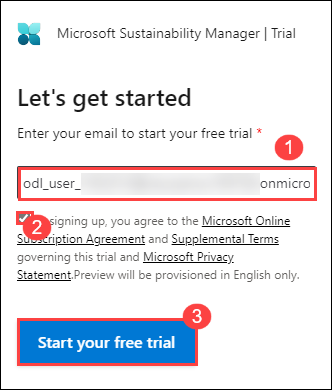 Microsoft Sustainability Manager | Trial
Let's get started
Enter your email to start your free trial *
1
odl_user_ onmicro
signing up, you agree to the Microsoft Online
2
Subscription Agreement and Supplemental Terms
governing this trial and Microsoft Privacy
Statement.Preview will be provisioned in English only.
3
Start your free trial